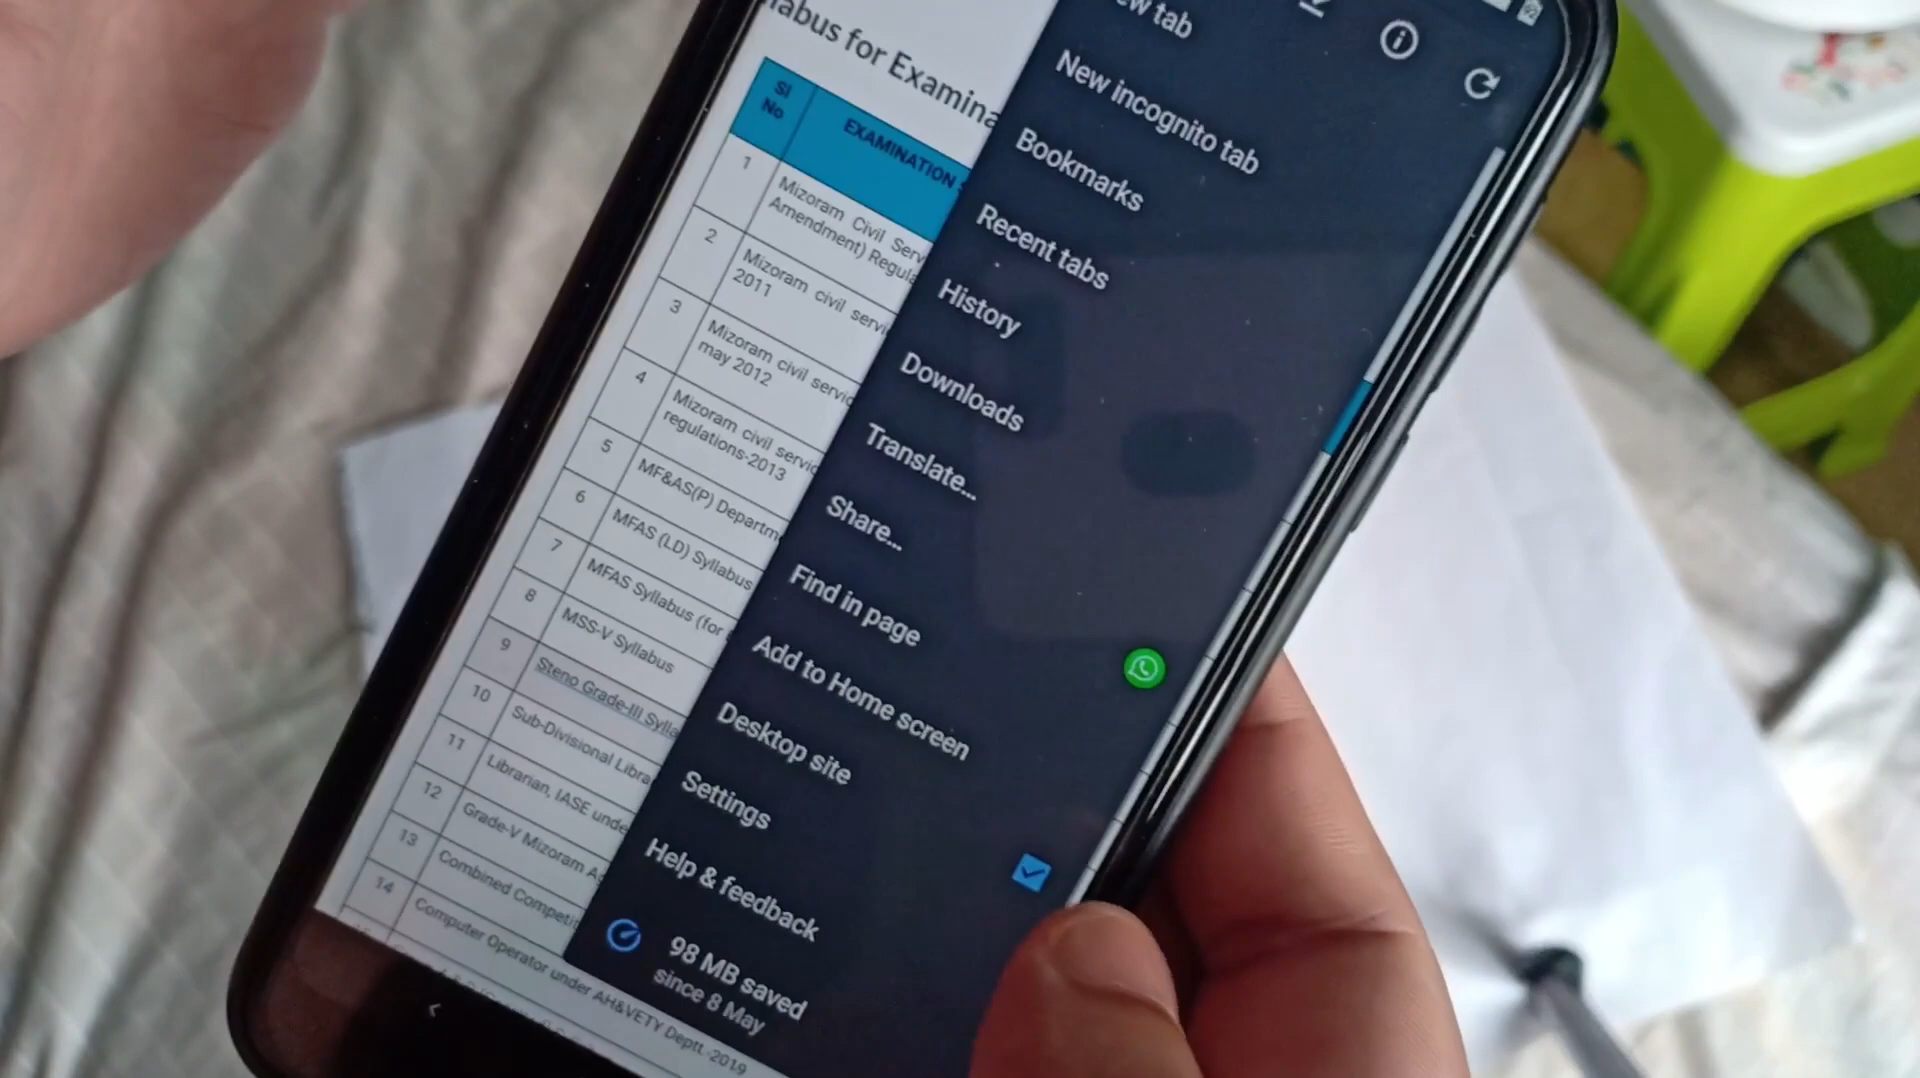 Syllabus for Examina
Sl
No
EXAMINATION
1
Mizoram Civil Serv
Amendment) Regula
2
Mizoram civil servi
2011
3
Mizoram civil servic
may 2012
4
Mizoram civil servic
regulations-2013
5
MF&AS(P) Departm
6
MFAS (LD) Syllabus
7
MFAS Syllabus (for
8
MSS-V Syllabus
9
Steno Grade-III Sylla
10
Sub-Divisional Libra
11
Librarian, IASE unde
12
Grade-V Mizoram Ag
13
Combined Competit
14
Computer Operator under AH&VETY Deptt.-2019
ew tab
New incognito tab
Bookmarks
Recent tabs
History
Downloads
Translate...
Share...
Find in page
Add to Home screen
Desktop site
Settings
Help & feedback
98 MB saved
since 8 May